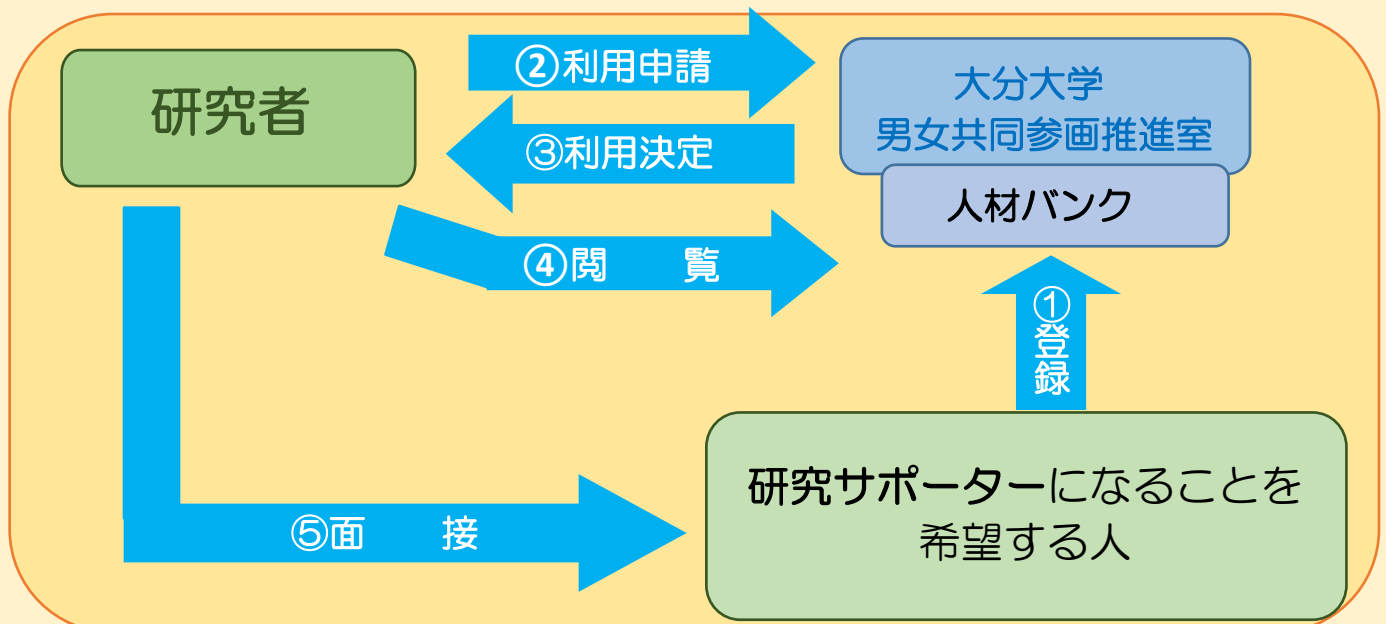 研究者
②利用申請
③利用決定
④閲　覧
大分大学
男女共同参画推進室
人材バンク
①登録
⑤面　接
研究サポーターになることを
希望する人